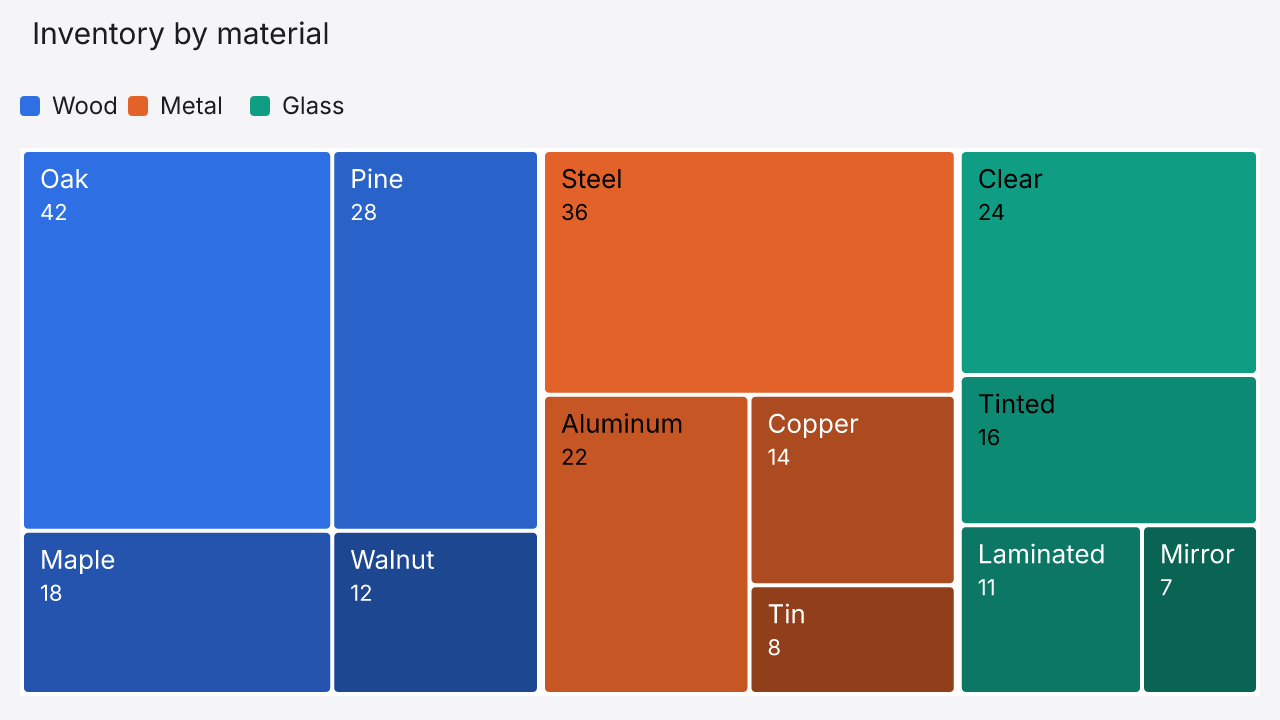 Inventory by material
Wood Metal Glass
Oak
42
Pine
28
Maple
18
Walnut
12
Steel
36
Aluminum
22
Copper
14
Tin
8
Clear
24
Tinted
16
Laminated
11
Mirror
7